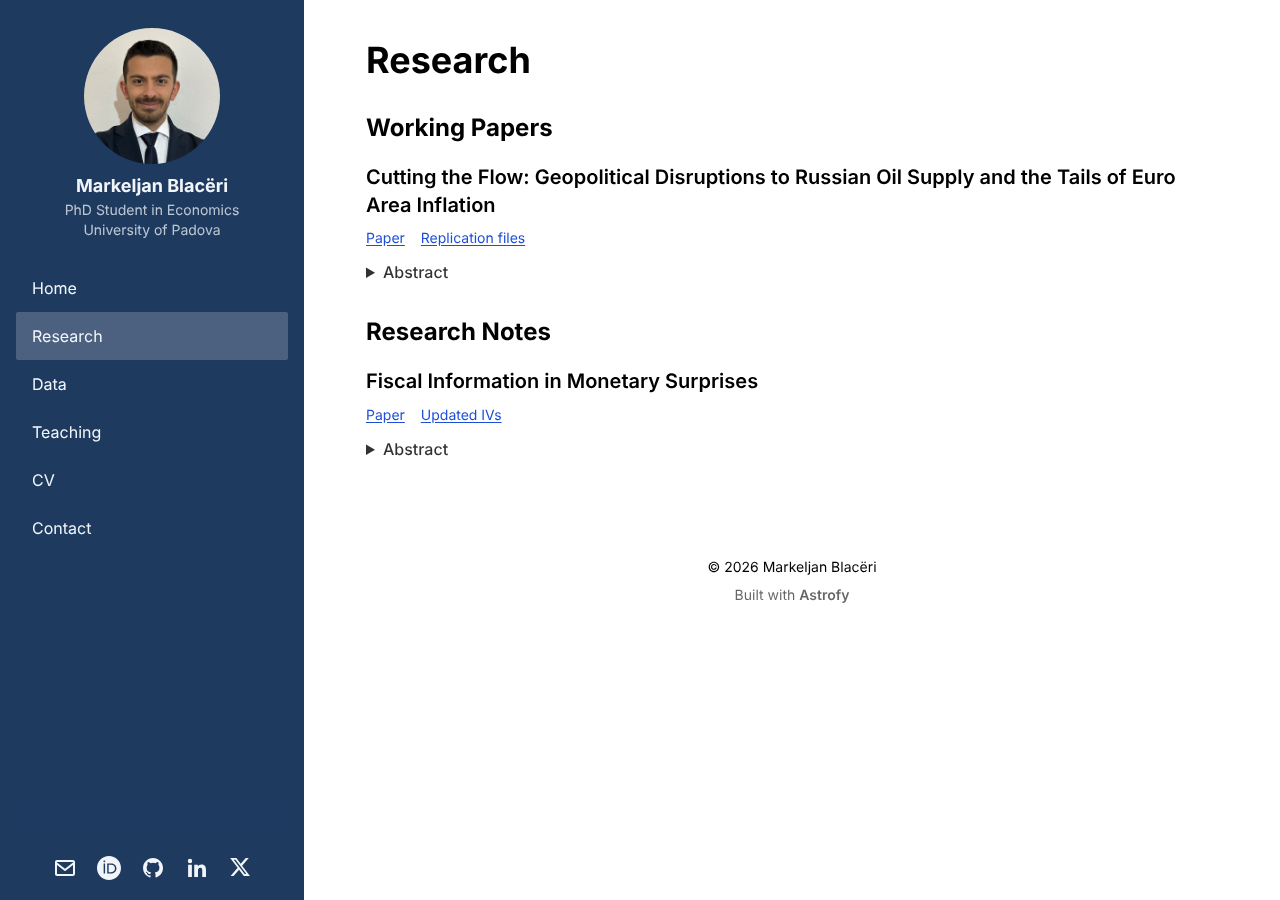 Markeljan Blacëri
PhD Student in Economics
University of Padova
Home
Research
Data
Teaching
CV
Contact
Research
Working Papers
Cutting the Flow: Geopolitical Disruptions to Russian Oil Supply and the Tails of Euro
Area Inflation
Paper Replication files
Abstract
Research Notes
Fiscal Information in Monetary Surprises
Paper Updated IVs
Abstract
© 2026 Markeljan Blacëri
Built with Astrofy